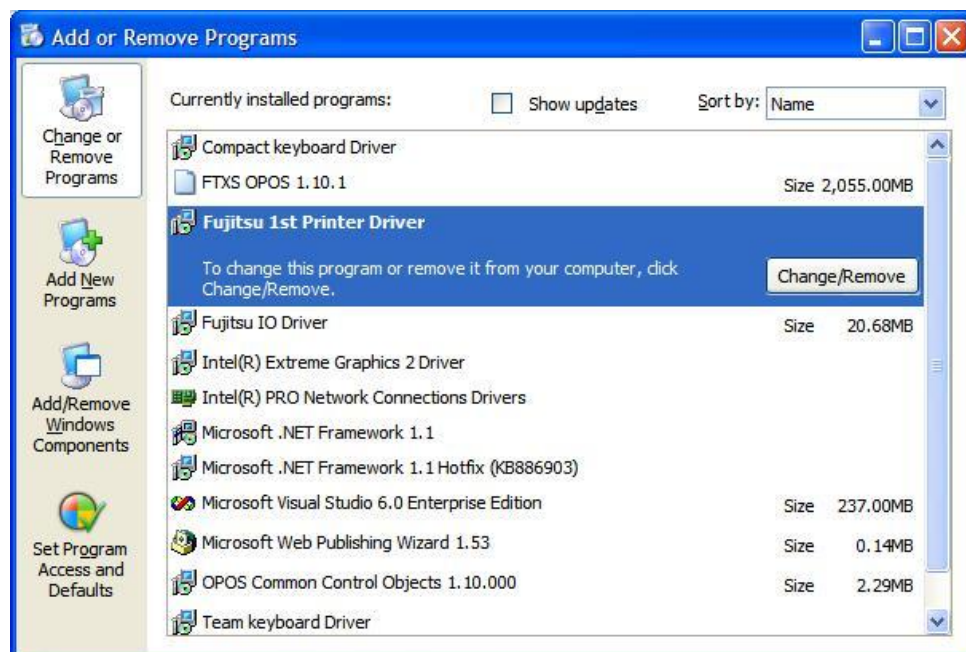 Add or Remove Programs
Change or
Remove
Programs
Add New
Programs
Add/Remove
Windows
Components
Set Program
Access and
Defaults
Currently installed programs:
Show updates
Sort by: Name
Compact keyboard Driver
FTXS OPOS 1.10.1 Size 2,055.00MB
Fujitsu 1st Printer Driver
To change this program or remove it from your computer, click
Change/Remove.
Change/Remove
Fujitsu IO Driver Size 20.68MB
Intel(R) Extreme Graphics 2 Driver
Intel(R) PRO Network Connections Drivers
Microsoft .NET Framework 1.1
Microsoft .NET Framework 1.1 Hotfix (KB886903)
Microsoft Visual Studio 6.0 Enterprise Edition Size 237.00MB
Microsoft Web Publishing Wizard 1.53 Size 0.14MB
OPOS Common Control Objects 1.10.000 Size 2.29MB
Team keyboard Driver